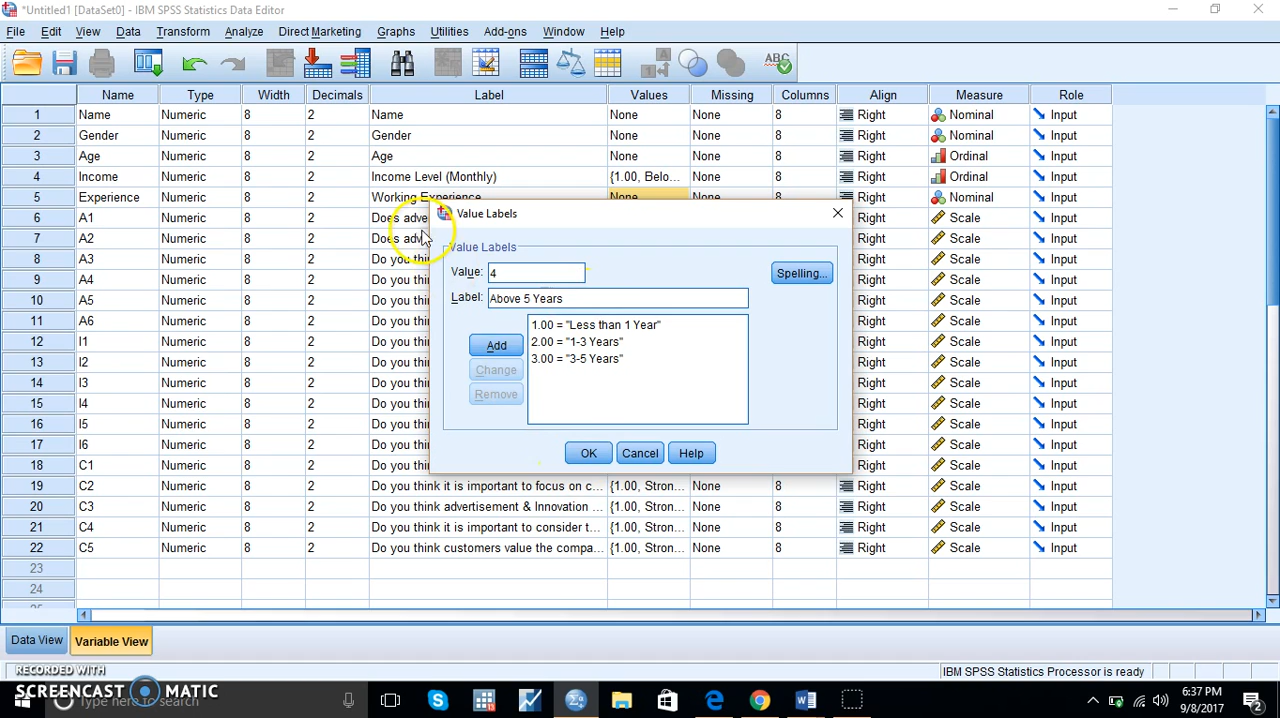 *Untitled1 [DataSet0] - IBM SPSS Statistics Data Editor
File Edit View Data Transform Analyze Direct Marketing Graphs Utilities Add-ons Window Help
Name Type Width Decimals Label Values Missing Columns Align Measure Role
1 Name Numeric 8 2 Name None None 8 Right Nominal Input
2 Gender Numeric 8 2 Gender None None 8 Right Nominal Input
3 Age Numeric 8 2 Age None None 8 Right Ordinal Input
4 Income Numeric 8 2 Income Level (Monthly) {1.00, Belo... None 8 Right Ordinal Input
5 Experience Numeric 8 2 Working Experience None None 8 Right Nominal Input
6 A1 Numeric 8 2 Does adve Right Scale Input
7 A2 Numeric 8 2 Does adv Right Scale Input
8 A3 Numeric 8 2 Do you thin Right Scale Input
9 A4 Numeric 8 2 Do you thin Right Scale Input
10 A5 Numeric 8 2 Do you thin Right Scale Input
11 A6 Numeric 8 2 Do you thin Right Scale Input
12 I1 Numeric 8 2 Do you thin Right Scale Input
13 I2 Numeric 8 2 Do you thin Right Scale Input
14 I3 Numeric 8 2 Do you thin Right Scale Input
15 I4 Numeric 8 2 Do you thin Right Scale Input
16 I5 Numeric 8 2 Do you thin Right Scale Input
17 I6 Numeric 8 2 Do you thin Right Scale Input
18 C1 Numeric 8 2 Do you thin Right Scale Input
19 C2 Numeric 8 2 Do you think it is important to focus on c... {1.00, Stron... None 8 Right Scale Input
20 C3 Numeric 8 2 Do you think advertisement & Innovation ... {1.00, Stron... None 8 Right Scale Input
21 C4 Numeric 8 2 Do you think it is important to consider t... {1.00, Stron... None 8 Right Scale Input
22 C5 Numeric 8 2 Do you think customers value the compa... {1.00, Stron... None 8 Right Scale Input
23
24
Value Labels
Value Labels
Value: 4
Spelling...
Label: Above 5 Years
1.00 = "Less than 1 Year"
2.00 = "1-3 Years"
3.00 = "3-5 Years"
Add
Change
Remove
OK Cancel Help
Data View Variable View
IBM SPSS Statistics Processor is ready
RECORDED WITH
SCREENCAST MATIC
Type here to search
6:37 PM
9/8/2017
2